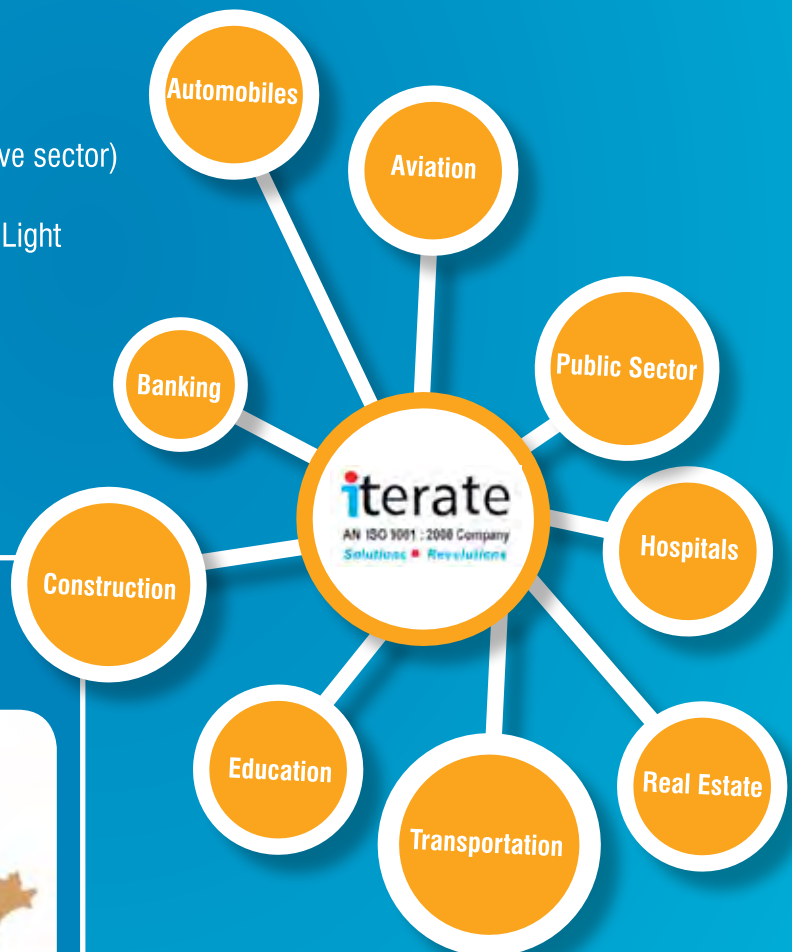 Automobiles
ve sector)
Aviation
Light
Public Sector
Banking
iterate
AN ISO 9001 : 2008 Company
Solutions Revolutions
Hospitals
Construction
Education
Real Estate
Transportation